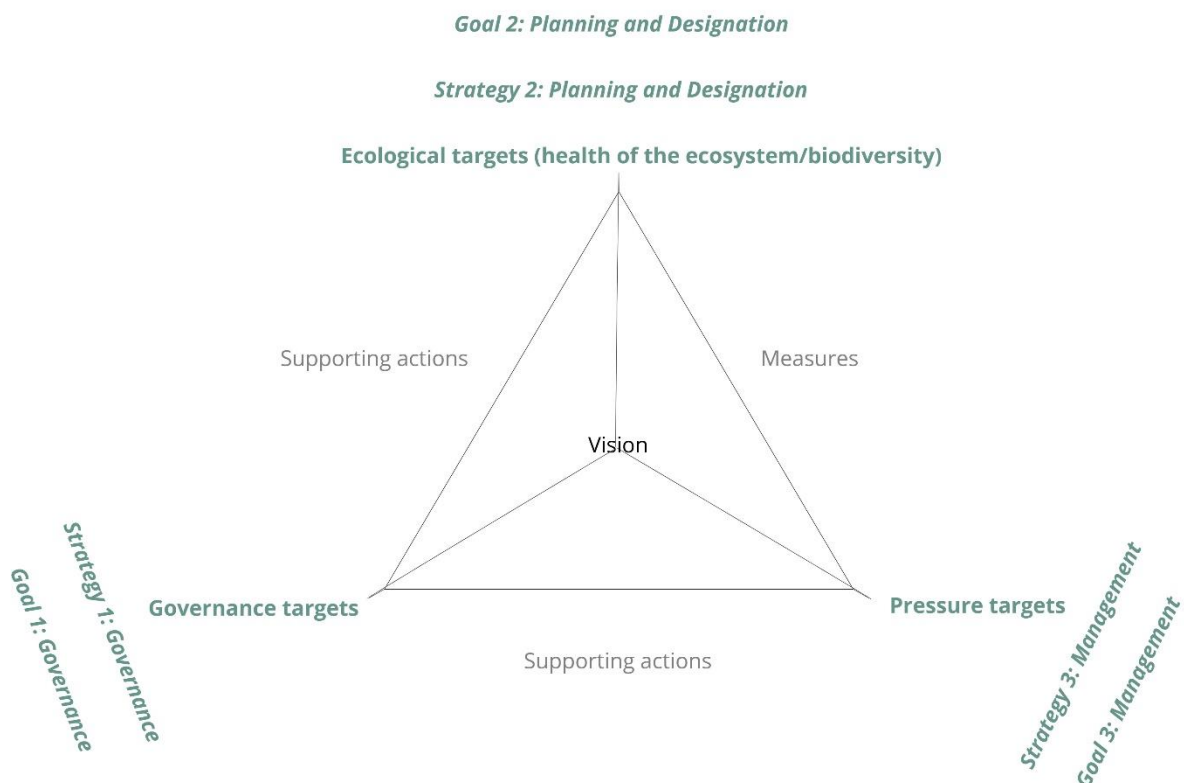 Goal 2: Planning and Designation
Strategy 2: Planning and Designation
Ecological targets (health of the ecosystem/biodiversity)
Supporting actions
Measures
Vision
Strategy 1: Governance
Goal 1: Governance
Governance targets
Pressure targets
Strategy 3: Management
Goal 3: Management
Supporting actions